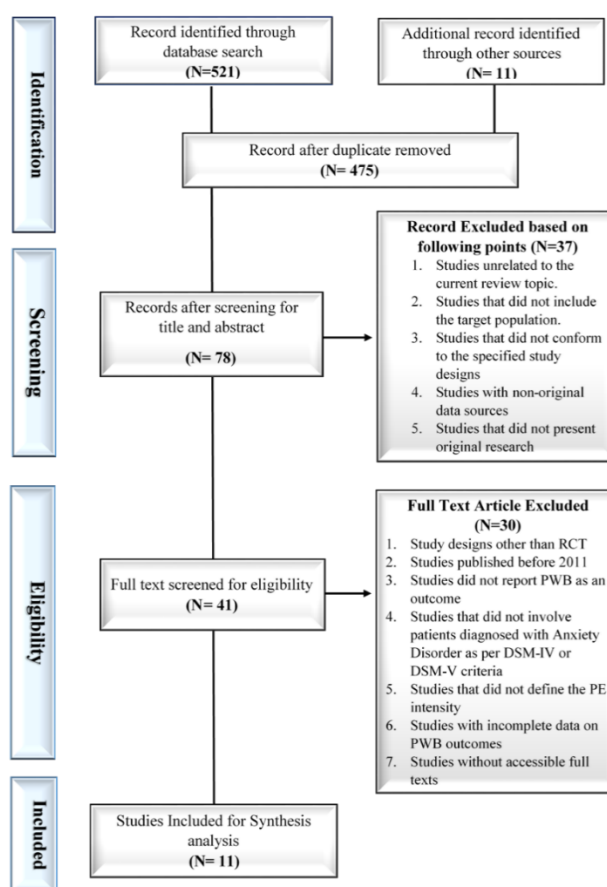 Record identified through
database search
(N=521)
Additional record identified
through other sources
(N= 11)
Identification
Record after duplicate removed
(N= 475)
Record Excluded based on
following points (N=37)
1. Studies unrelated to the
current review topic.
2. Studies that did not include
the target population.
3. Studies that did not conform
to the specified study
designs
4. Studies with non-original
data sources
5. Studies that did not present
original research
Screening
Records after screening for
title and abstract
(N= 78)
Full Text Article Excluded
(N=30)
1. Study designs other than RCT
2. Studies published before 2011
3. Studies did not report PWB as an
outcome
4. Studies that did not involve
patients diagnosed with Anxiety
Disorder as per DSM-IV or
DSM-V criteria
5. Studies that did not define the PE
intensity
6. Studies with incomplete data on
PWB outcomes
7. Studies without accessible full
texts
Eligibility
Full text screened for eligibility
(N= 41)
Included
Studies Included for Synthesis
analysis
(N= 11)